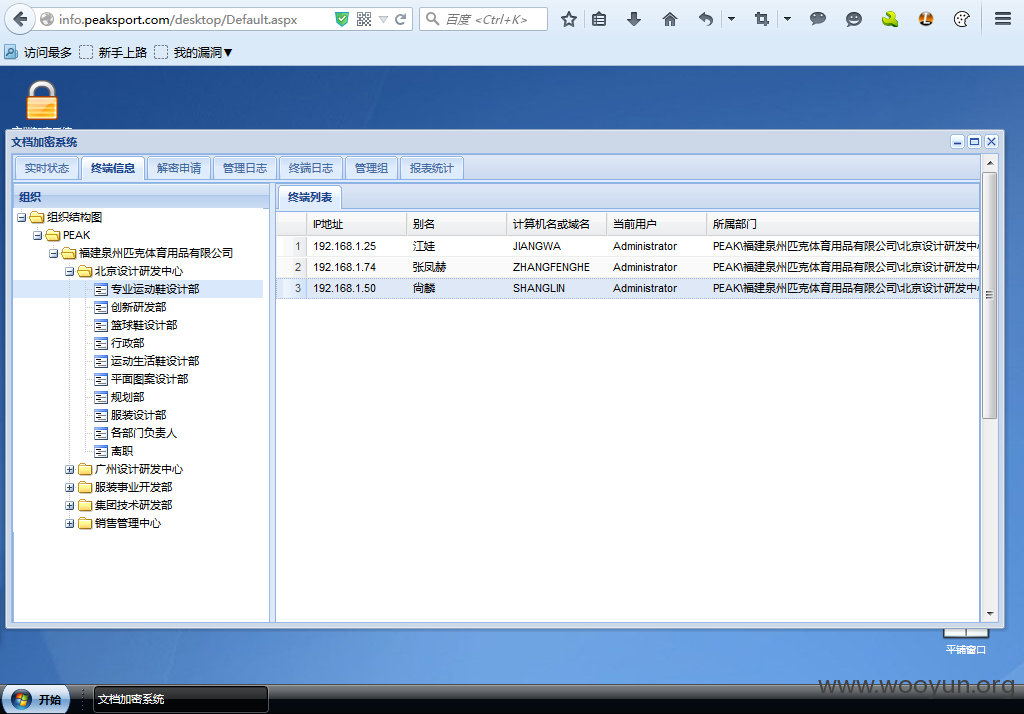 info.peaksport.com/desktop/Default.aspx
百度 <Ctrl+K>
访问最多 新手上路 我的漏洞▼
文档加密系统
实时状态 终端信息 解密申请 管理日志 终端日志 管理组 报表统计
组织
组织结构图
PEAK
福建泉州匹克体育用品有限公司
北京设计研发中心
专业运动鞋设计部
创新研发部
篮球鞋设计部
行政部
运动生活鞋设计部
平面图案设计部
规划部
服装设计部
各部门负责人
离职
广州设计研发中心
服装事业开发部
集团技术研发部
销售管理中心
终端列表
IP地址 别名 计算机名或域名 当前用户 所属部门
1 192.168.1.25 江娃 JIANGWA Administrator PEAK\福建泉州匹克体育用品有限公司\北京设计研发中
2 192.168.1.74 张凤赫 ZHANGFENGHE Administrator PEAK\福建泉州匹克体育用品有限公司\北京设计研发中
3 192.168.1.50 尚麟 SHANGLIN Administrator PEAK\福建泉州匹克体育用品有限公司\北京设计研发中
平铺窗口
www.wooyun.org
开始 文档加密系统